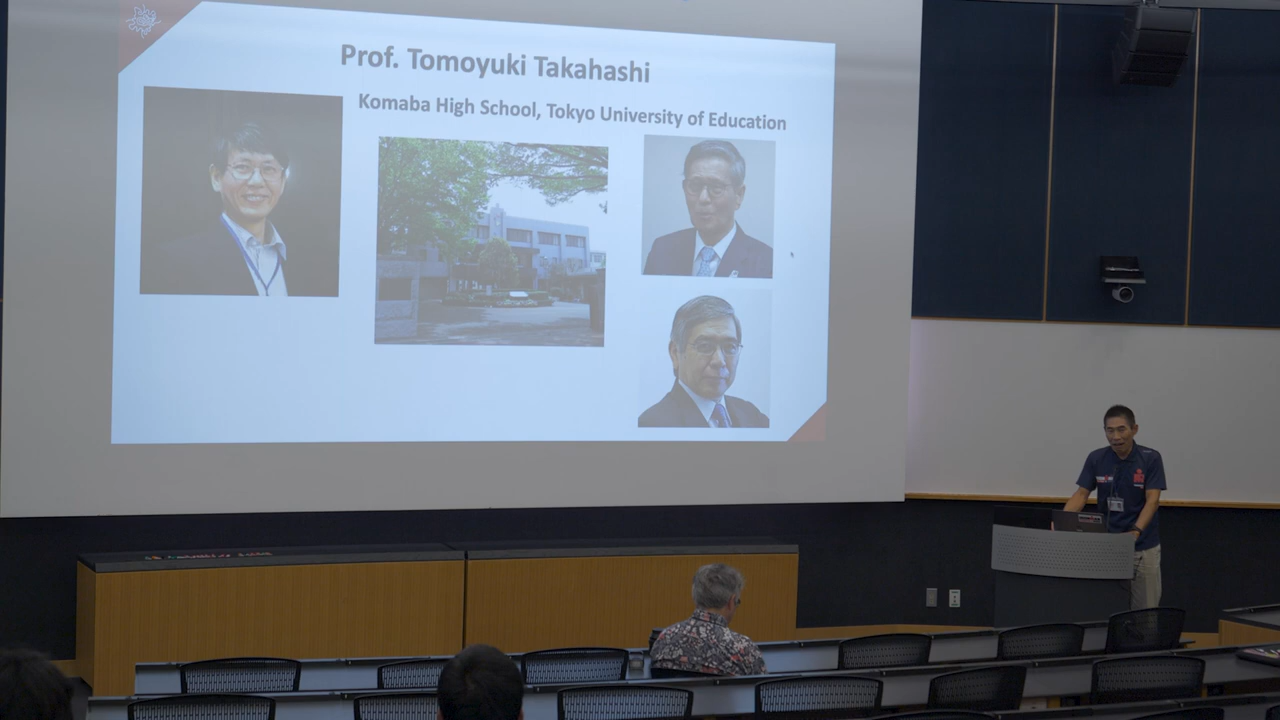 Prof. Tomoyuki Takahashi
Komaba High School, Tokyo University of Education